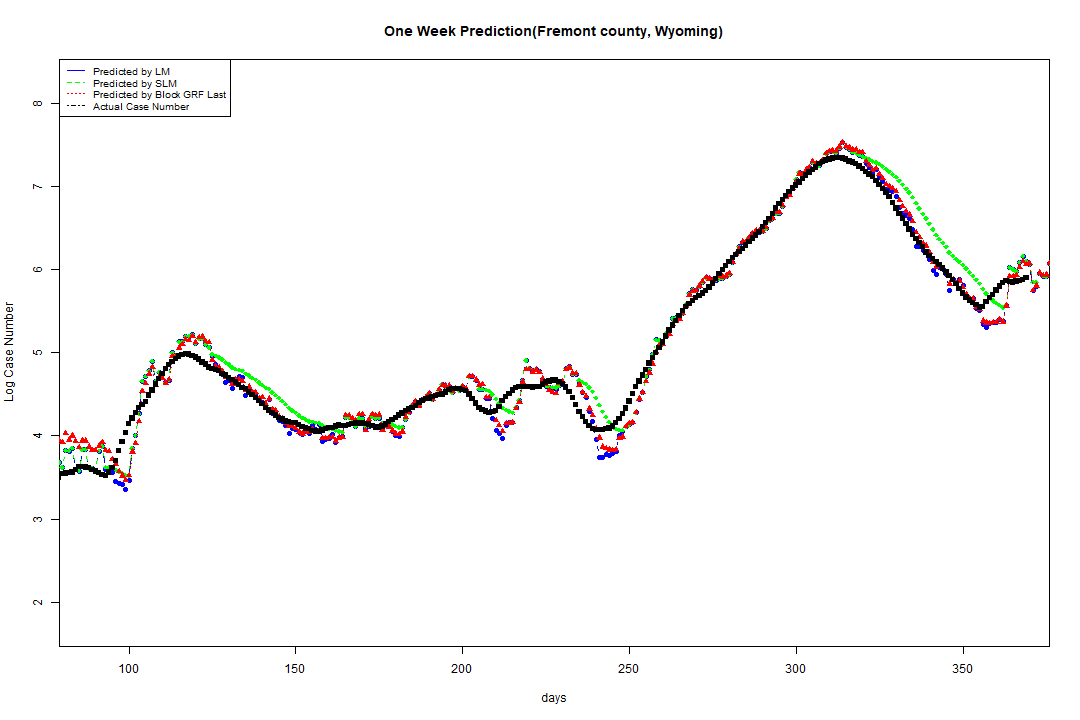 One Week Prediction(Fremont county, Wyoming)
Predicted by LM
Predicted by SLM
Predicted by Block GRF Last
Actual Case Number
8
7
6
5
4
3
2
Log Case Number
100 150 200 250 300 350
days